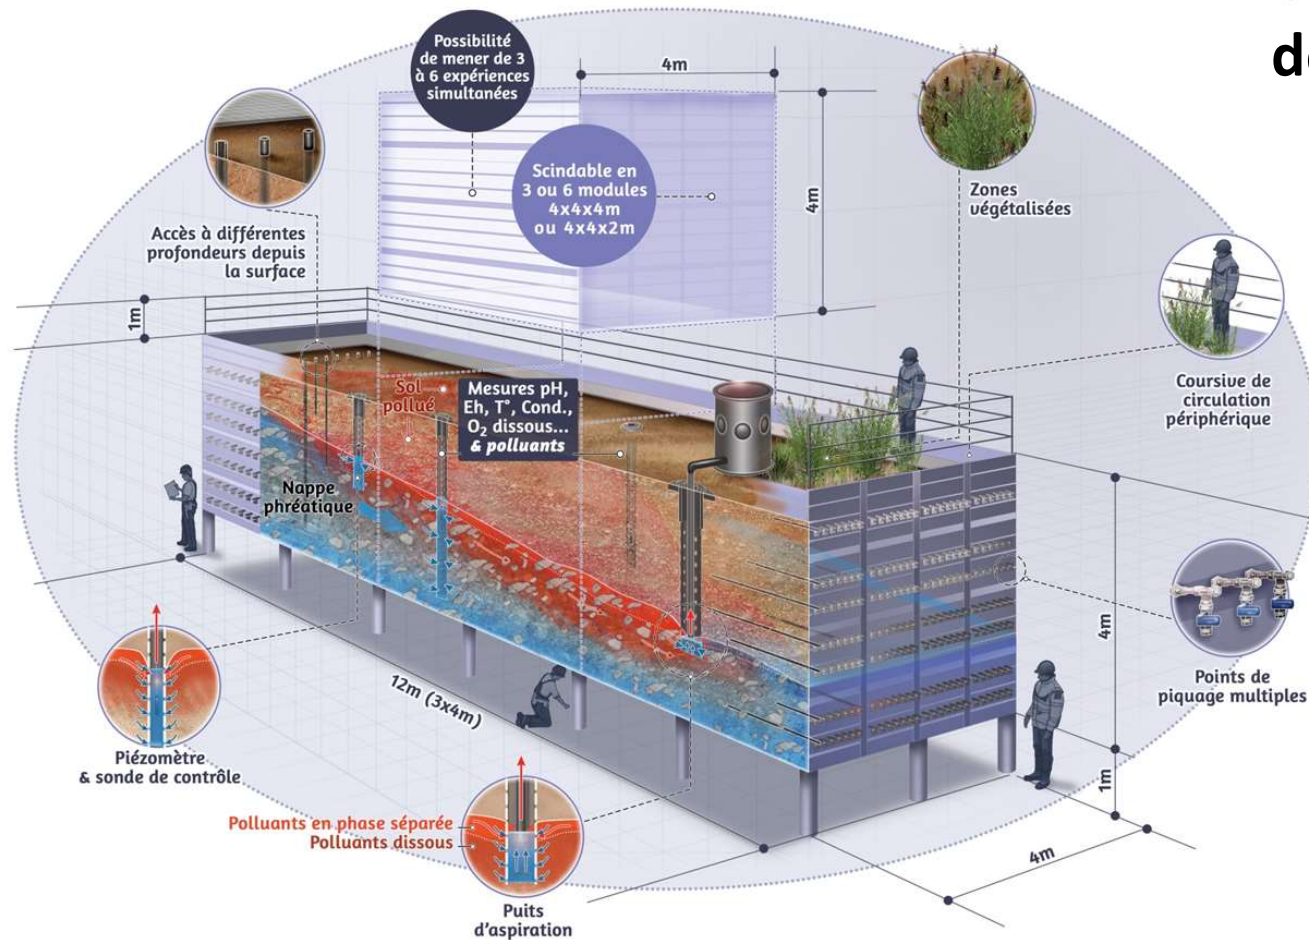 Possibilité
de mener de 3
à 6 expériences
simultanées
4m
4m
Scindable en
3 ou 6 modules
4x4x4m
ou 4x4x2m
Zones
végétalisées
Accès à différentes
profondeurs depuis
la surface
1m
Coursive de
circulation
périphérique
Sol
pollué
Mesures pH,
Eh, T°, Cond.,
O₂ dissous...
& polluants
Nappe
phréatique
4m
Points de
piquage multiples
12m (3x4m)
Piézomètre
& sonde de contrôle
1m
Polluants en phase séparée
Polluants dissous
4m
Puits
d'aspiration